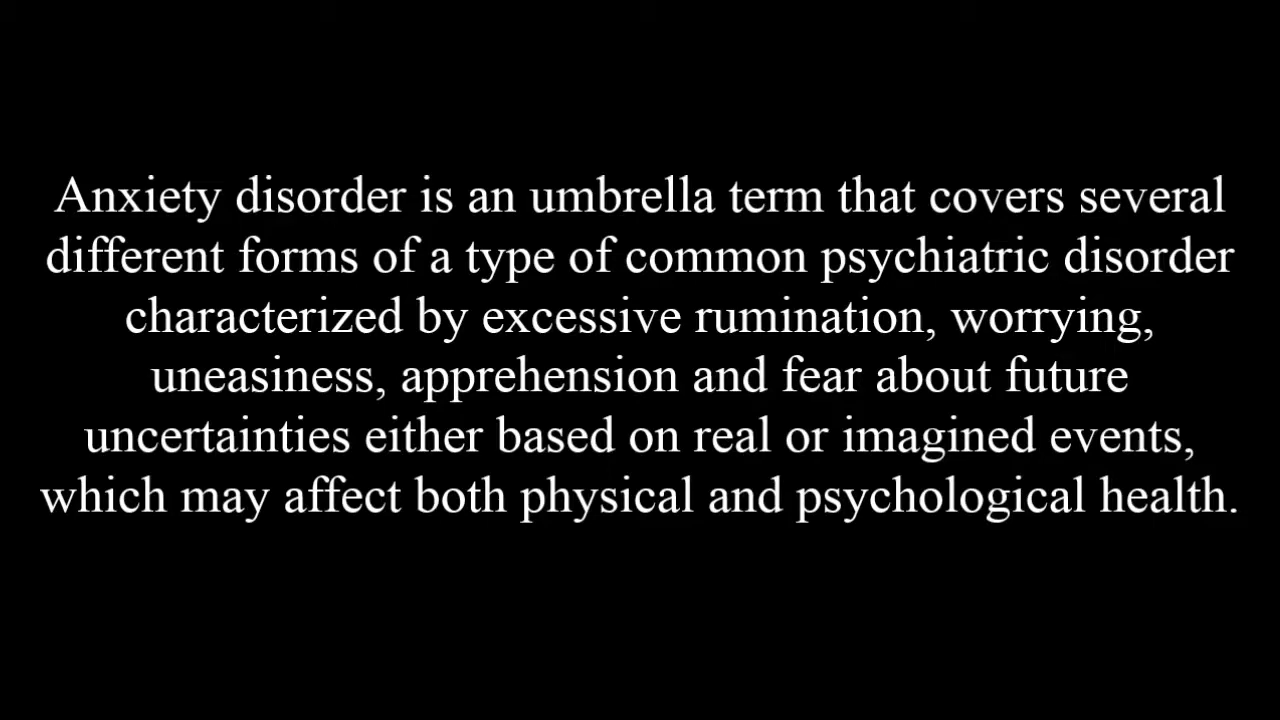 Anxiety disorder is an umbrella term that covers several
different forms of a type of common psychiatric disorder
characterized by excessive rumination, worrying,
uneasiness, apprehension and fear about future
uncertainties either based on real or imagined events,
which may affect both physical and psychological health.